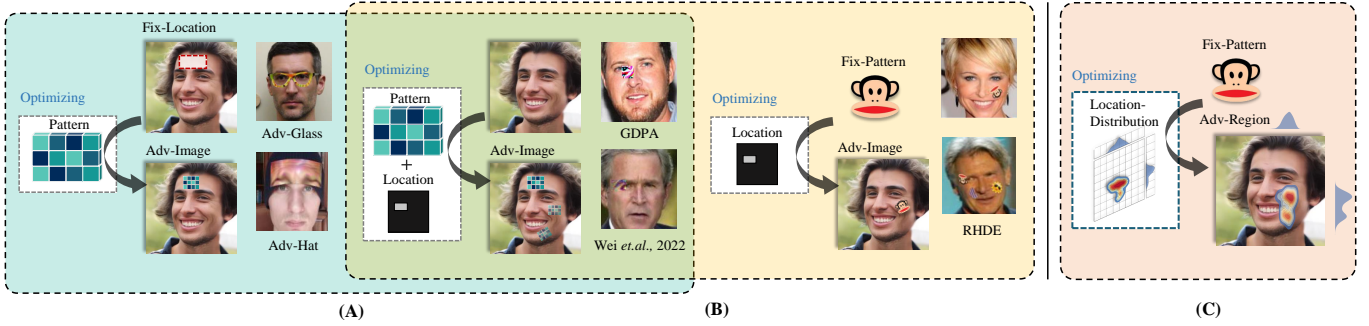 Fix-Location
Optimizing
Pattern
Adv-Image
Adv-Glass
Adv-Hat
Optimizing
Pattern
+
Location
Adv-Image
GDPA
Wei et.al., 2022
Optimizing
Location
Fix-Pattern
Adv-Image
RHDE
Optimizing
Location-
Distribution
Fix-Pattern
Adv-Region
(A)
(B)
(C)